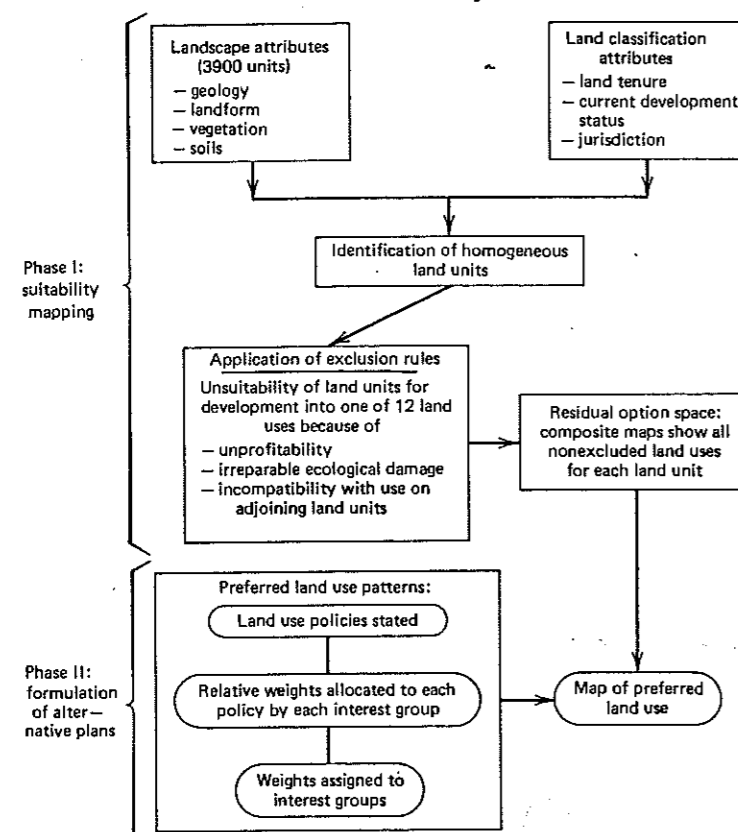 Landscape attributes
(3900 units)
– geology
– landform
– vegetation
– soils
Land classification
attributes
– land tenure
– current development
status
– jurisdiction
Identification of homogeneous
land units
Phase I:
suitability
mapping
Application of exclusion rules
Unsuitability of land units for
development into one of 12 land
uses because of
– unprofitability
– irreparable ecological damage
– incompatibility with use on
adjoining land units
Residual option space:
composite maps show all
nonexcluded land uses
for each land unit
Phase II:
formulation
of alter–
native plans
Preferred land use patterns:
Land use policies stated
Relative weights allocated to each
policy by each interest group
Weights assigned to
interest groups
Map of preferred
land use